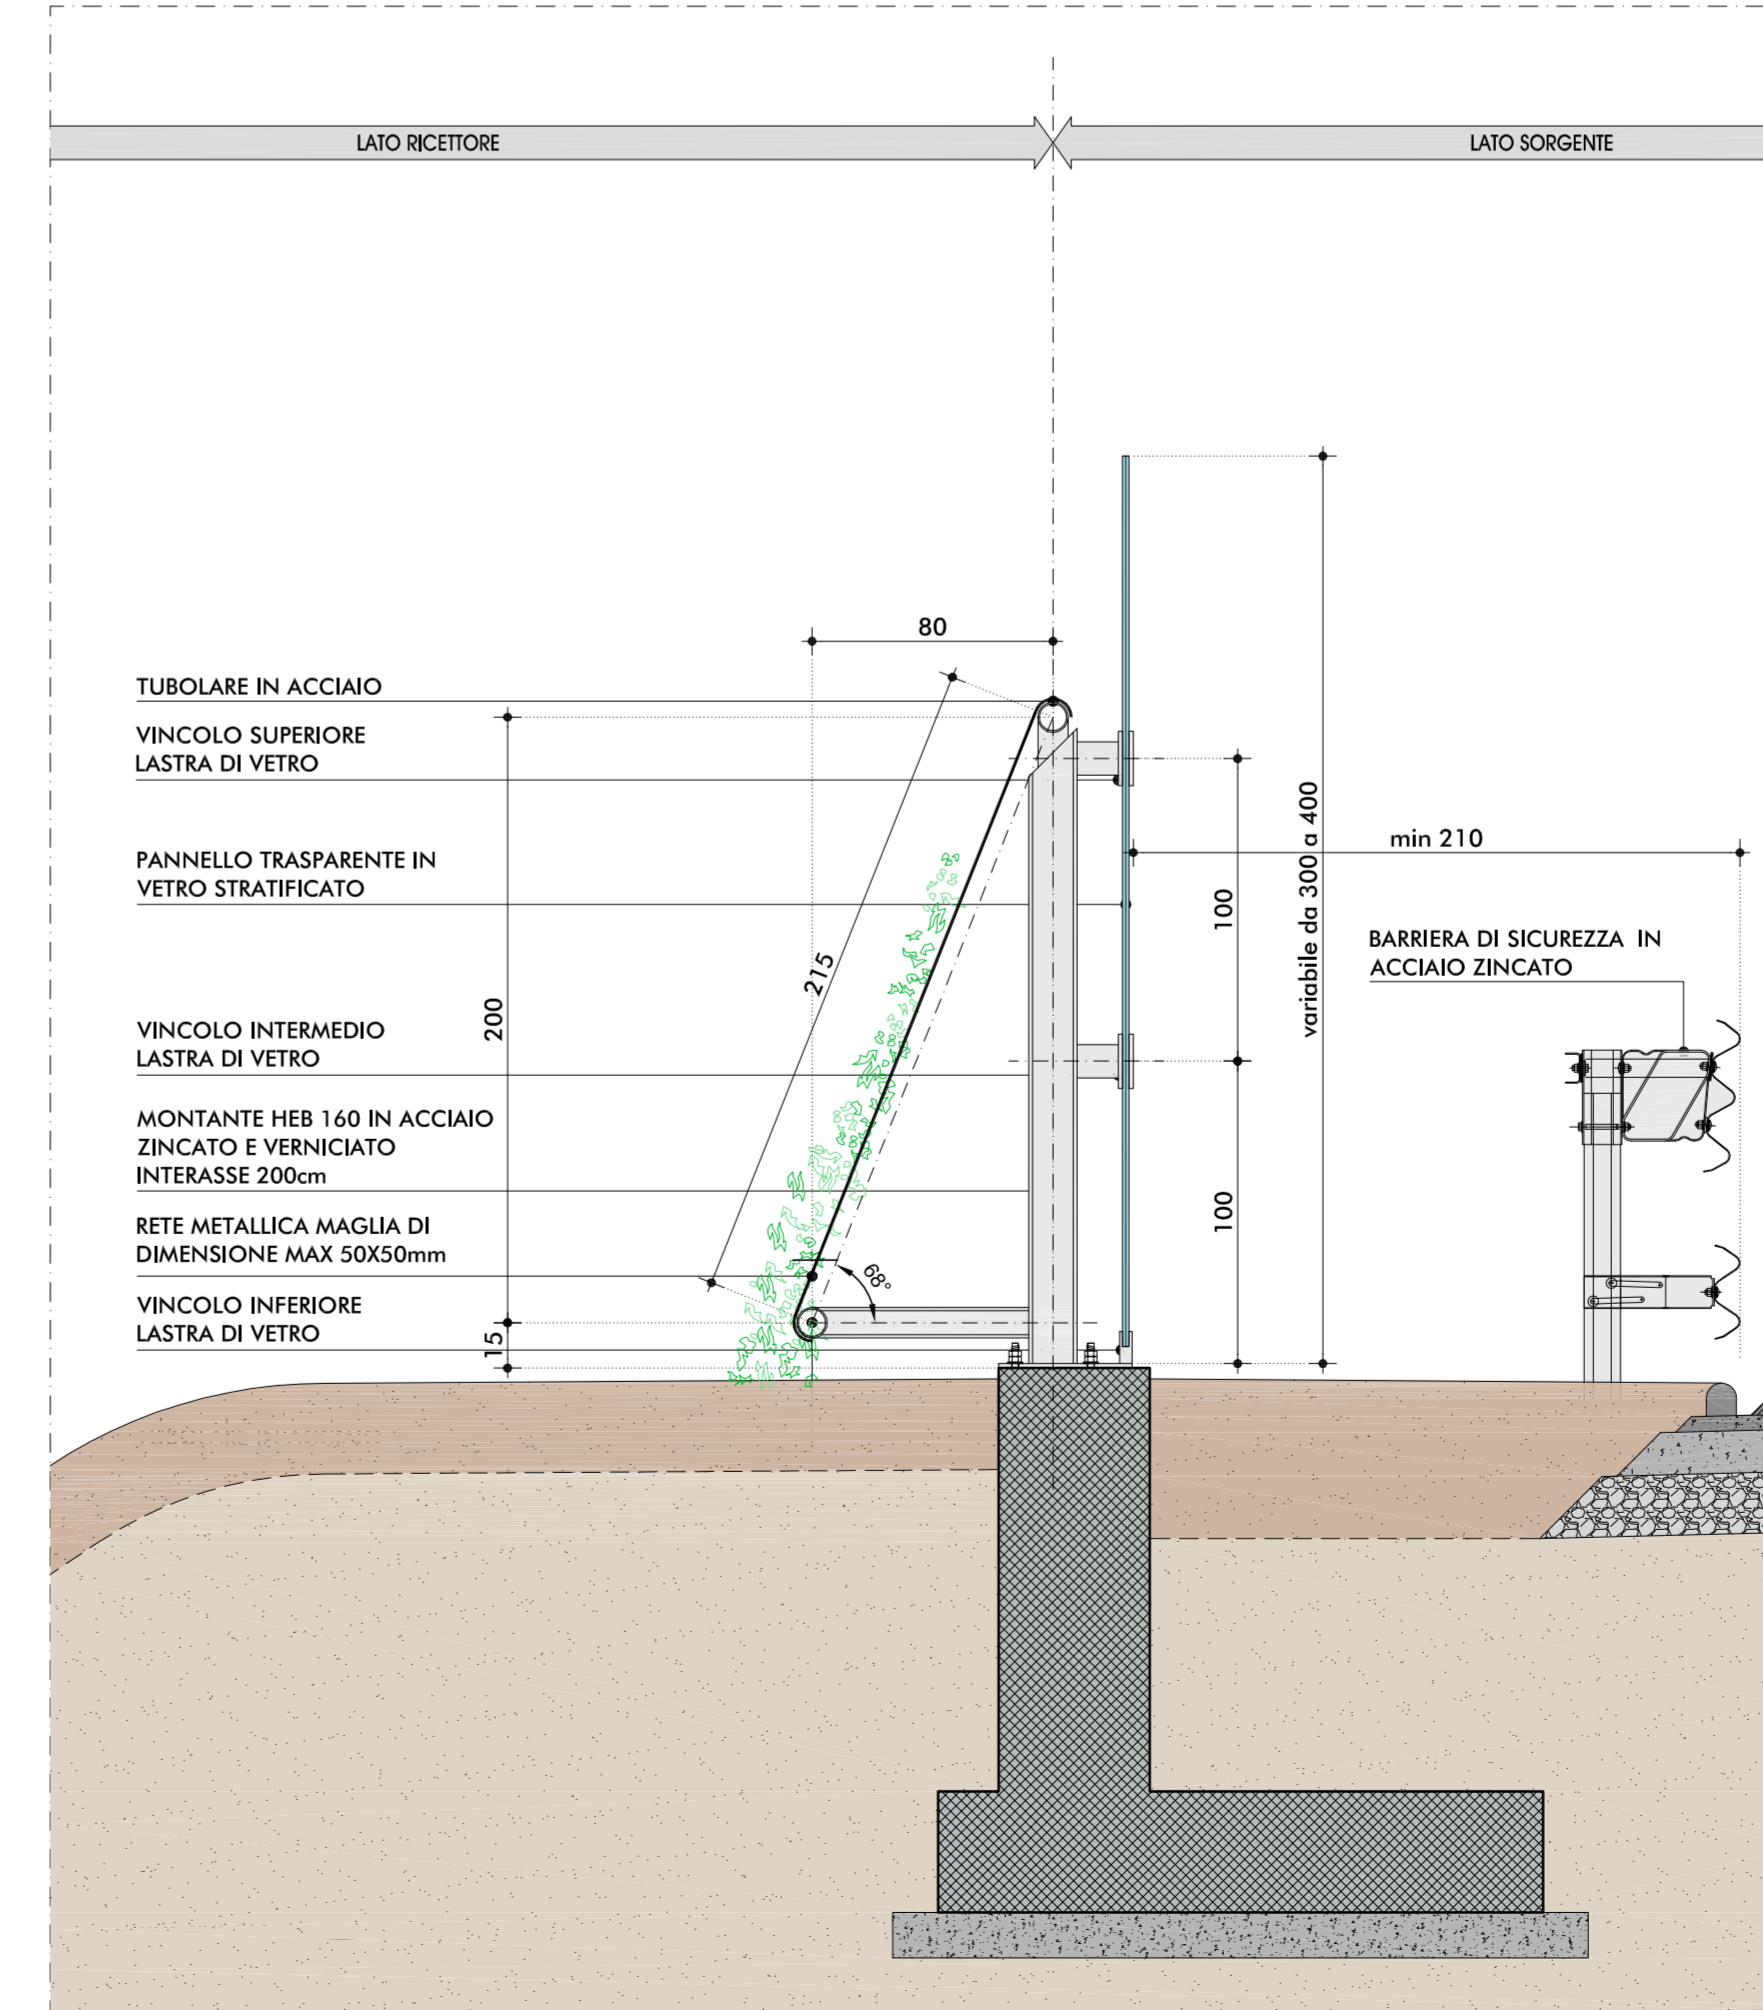 LATO RICETTORE
LATO SORGENTE
80
TUBOLARE IN ACCIAIO
VINCOLO SUPERIORE
LASTRA DI VETRO
PANNELLO TRASPARENTE IN
VETRO STRATIFICATO
VINCOLO INTERMEDIO
LASTRA DI VETRO
MONTANTE HEB 160 IN ACCIAIO
ZINCATO E VERNICIATO
INTERASSE 200cm
RETE METALLICA MAGLIA DI
DIMENSIONE MAX 50X50mm
VINCOLO INFERIORE
LASTRA DI VETRO
200
15
215
68°
100
100
variabile da 300 a 400
min 210
BARRIERA DI SICUREZZA IN
ACCIAIO ZINCATO